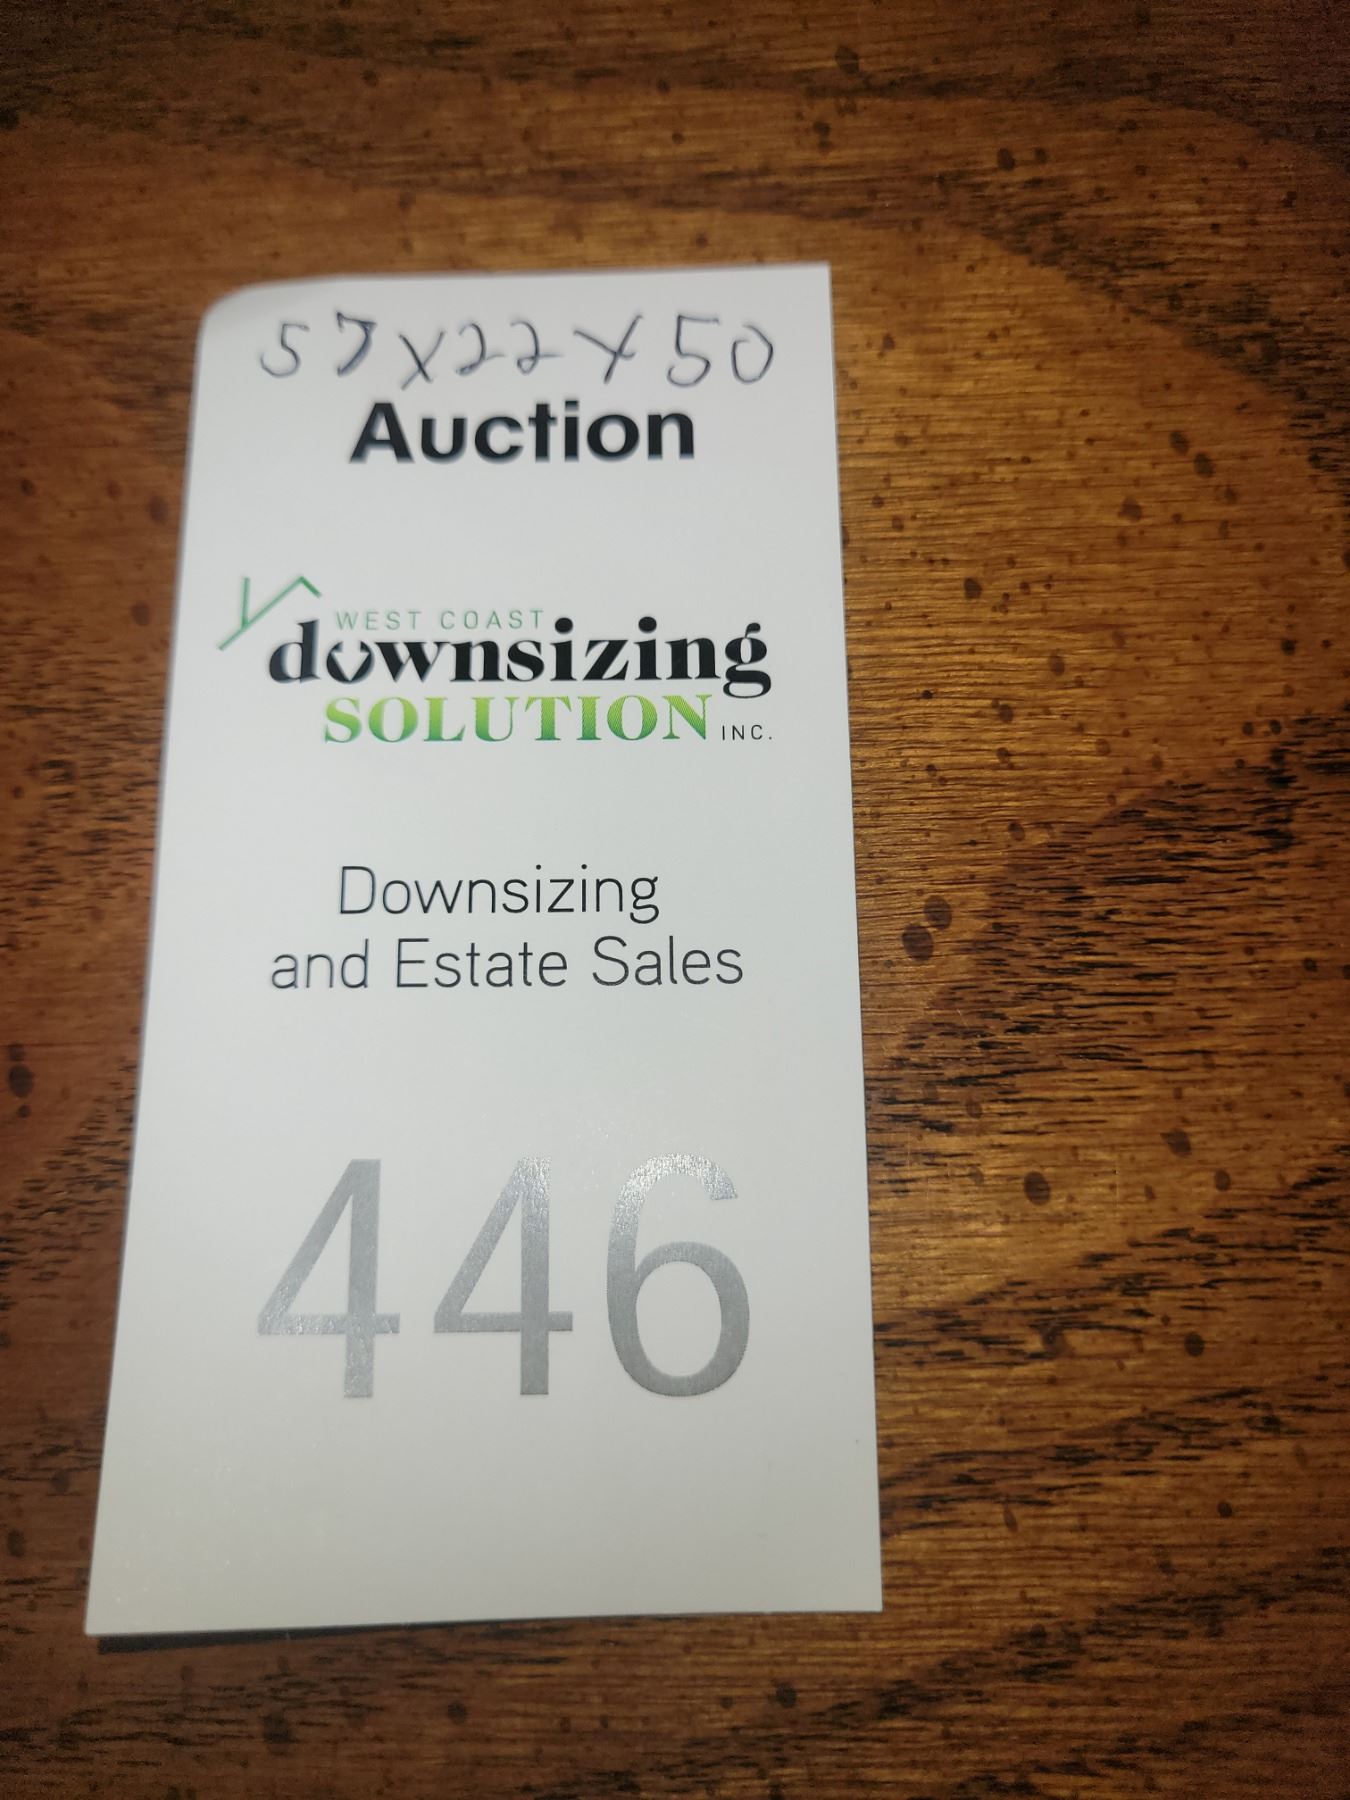 57x22x50
Auction
WEST COAST
downsizing
SOLUTION INC.
Downsizing
and Estate Sales
446